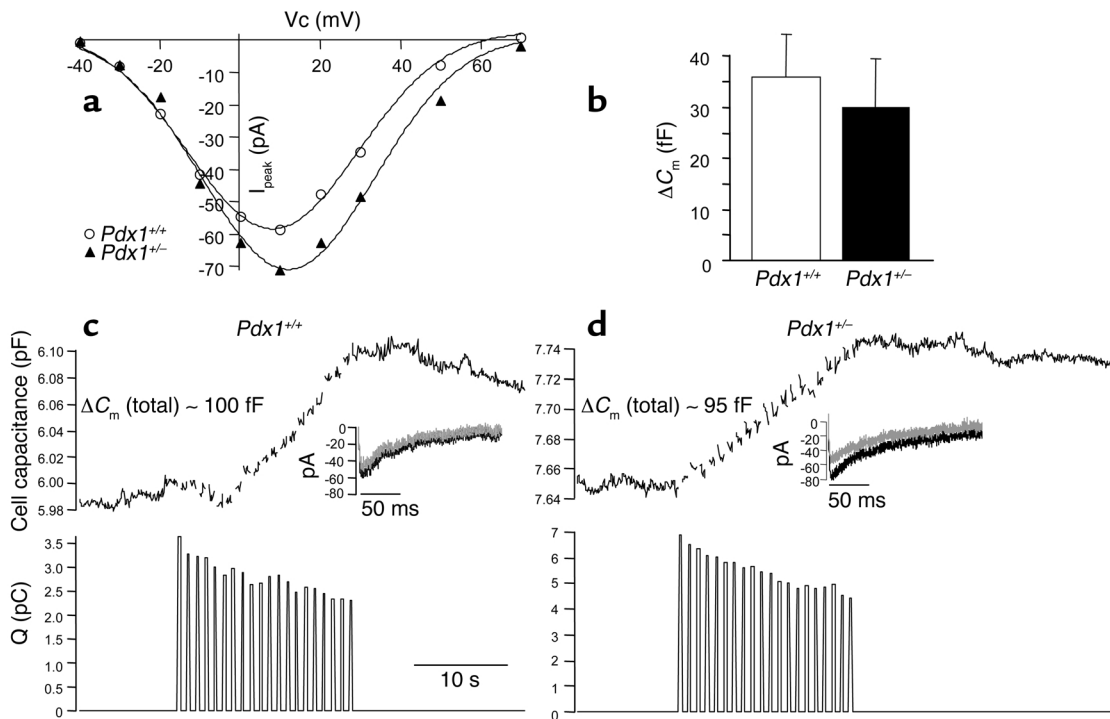 Vc (mV)
-40 -20 20 40 60
a
-10
-20
-30
-40
-50
-60
-70
I peak (pA)
Pdx1+/+
Pdx1+/–
b
40
30
20
10
0
ΔCm (fF)
Pdx1+/+ Pdx1+/–
c
Pdx1+/+
Cell capacitance (pF)
6.10
6.08
6.06
6.04
6.02
6.00
5.98
ΔCm (total) ~ 100 fF
pA
0
-20
-40
-60
-80
50 ms
Q (pC)
3.5
3.0
2.5
2.0
1.5
1.0
0.5
0
10 s
d
Pdx1+/–
7.74
7.72
7.70
7.68
7.66
7.64
ΔCm (total) ~ 95 fF
pA
0
-20
-40
-60
-80
50 ms
7
6
5
4
3
2
1
0